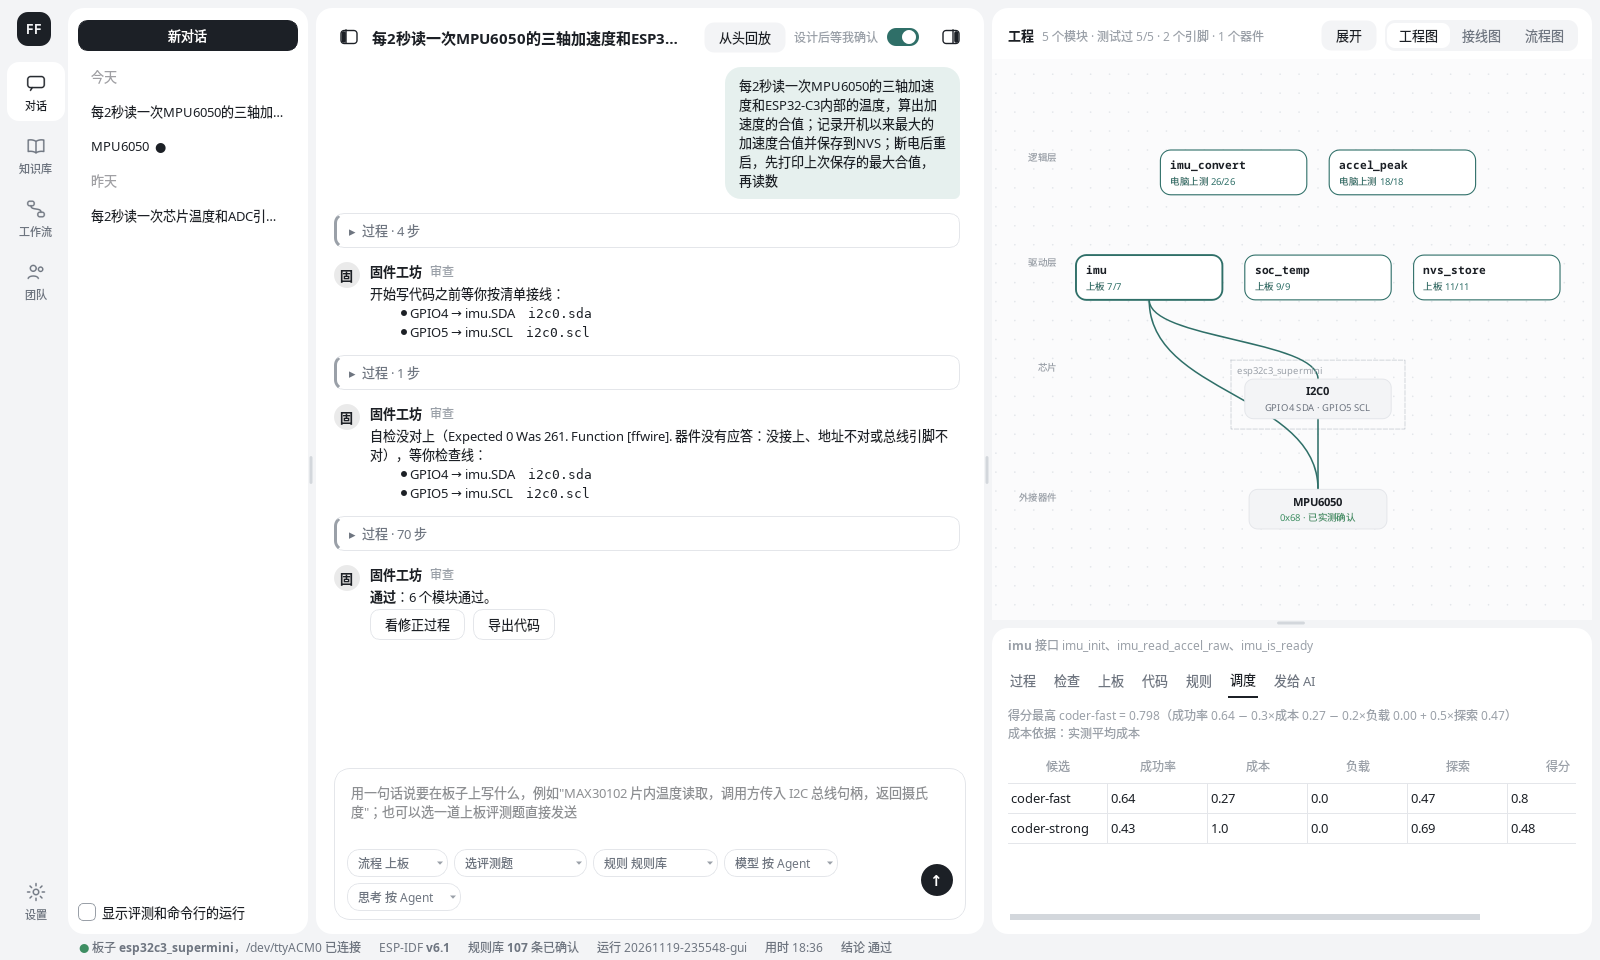 FF
对话
知识库
工作流
团队
设置
新对话
今天
每2秒读一次MPU6050的三轴加...
MPU6050
昨天
每2秒读一次芯片温度和ADC引...
显示评测和命令行的运行
每2秒读一次MPU6050的三轴加速度和ESP3...
从头回放
设计后等我确认
每2秒读一次MPU6050的三轴加速
度和ESP32-C3内部的温度，算出加
速度的合值；记录开机以来最大的
加速度合值并保存到NVS；断电后重
启，先打印上次保存的最大合值，
再读数
▸ 过程 · 4 步
固 固件工坊 审查
开始写代码之前等你按清单接线：
● GPIO4 → imu.SDA i2c0.sda
● GPIO5 → imu.SCL i2c0.scl
▸ 过程 · 1 步
固 固件工坊 审查
自检没对上（Expected 0 Was 261. Function [ffwire]. 器件没有应答：没接上、地址不对或总线引脚不
对），等你检查线：
● GPIO4 → imu.SDA i2c0.sda
● GPIO5 → imu.SCL i2c0.scl
▸ 过程 · 70 步
固 固件工坊 审查
通过：6 个模块通过。
看修正过程 导出代码
用一句话说要在板子上写什么，例如"MAX30102 片内温度读取，调用方传入 I2C 总线句柄，返回摄氏
度"；也可以选一道上板评测题直接发送
流程 上板 选评测题 规则 规则库 模型 按 Agent
思考 按 Agent
↑
工程 5 个模块 · 测试过 5/5 · 2 个引脚 · 1 个器件
展开 工程图 接线图 流程图
逻辑层
imu_convert
电脑上测 26/26
accel_peak
电脑上测 18/18
驱动层
imu
上板 7/7
soc_temp
上板 9/9
nvs_store
上板 11/11
芯片
esp32c3_supermini
I2C0
GPIO4 SDA · GPIO5 SCL
外接器件
MPU6050
0x68 · 已实测确认
imu 接口 imu_init、imu_read_accel_raw、imu_is_ready
过程 检查 上板 代码 规则 调度 发给 AI
得分最高 coder-fast = 0.798（成功率 0.64 − 0.3×成本 0.27 − 0.2×负载 0.00 + 0.5×探索 0.47）
成本依据：实测平均成本
候选 成功率 成本 负载 探索 得分
coder-fast 0.64 0.27 0.0 0.47 0.8
coder-strong 0.43 1.0 0.0 0.69 0.48
● 板子 esp32c3_supermini，/dev/ttyACM0 已连接 ESP-IDF v6.1 规则库 107 条已确认 运行 20261119-235548-gui 用时 18:36 结论 通过